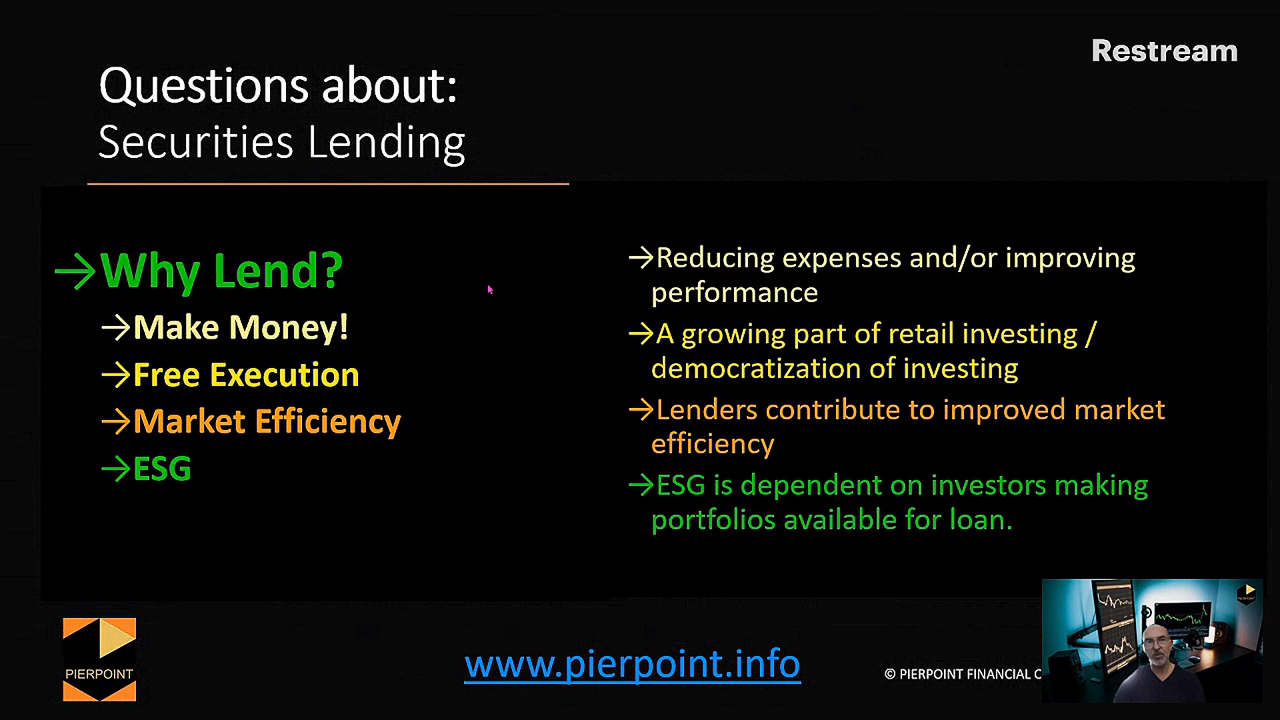 Restream
Questions about:
Securities Lending
→Why Lend?
→Make Money!
→Free Execution
→Market Efficiency
→ESG
→Reducing expenses and/or improving
performance
→A growing part of retail investing /
democratization of investing
→Lenders contribute to improved market
efficiency
→ESG is dependent on investors making
portfolios available for loan.
PIERPOINT
www.pierpoint.info
© PIERPOINT FINANCIAL C
PIERPOINT